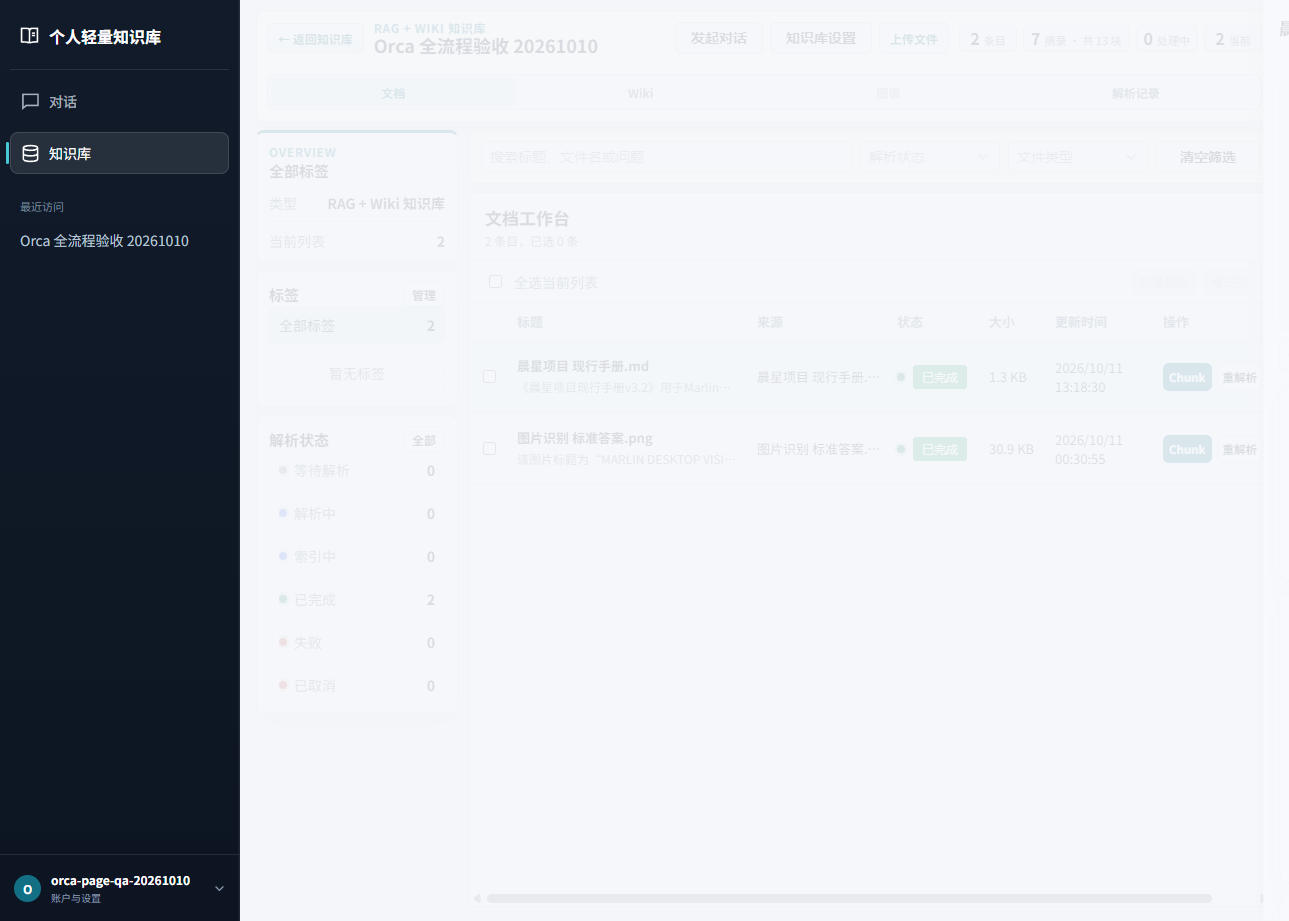 个人轻量知识库
对话
知识库
最近访问
Orca 全流程验收 20261010
orca-page-qa-20261010
账户与设置
O
← 返回知识库
RAG + WIKI 知识库
Orca 全流程验收 20261010
发起对话
知识库设置
上传文件
2 条目
7 摘录 · 共 13 块
0 处理中
2 当前
文档
Wiki
图谱
解析记录
OVERVIEW
全部标签
类型 RAG + Wiki 知识库
当前列表 2
标签 管理
全部标签 2
暂无标签
解析状态 全部
等待解析 0
解析中 0
索引中 0
已完成 2
失败 0
已取消 0
搜索标题、文件名或问题
解析状态
文件类型
清空筛选
文档工作台
2 条目，已选 0 条
全选当前列表
标题 来源 状态 大小 更新时间 操作
晨星项目 现行手册.md
《晨星项目现行手册v3.2》用于Marlin…
晨星项目 现行手册.…
已完成
1.3 KB
2026/10/11
13:18:30
Chunk
重解析
图片识别 标准答案.png
该图片标题为“MARLIN DESKTOP VISI…
图片识别 标准答案.…
已完成
30.9 KB
2026/10/11
00:30:55
Chunk
重解析